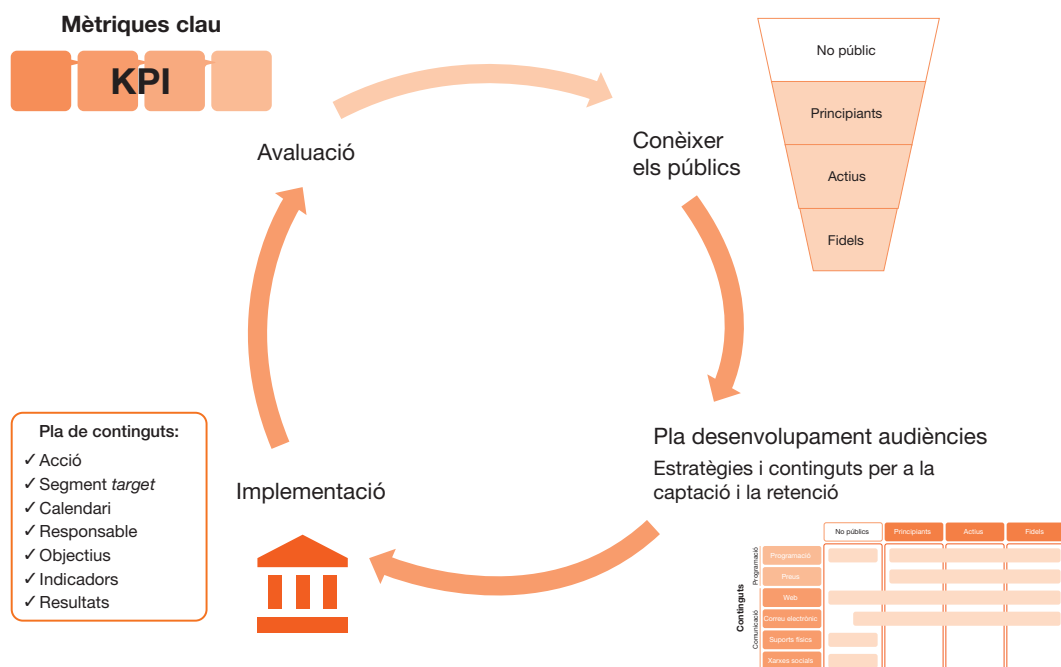 Mètriques clau
KPI
No públic
Principiants
Actius
Fidels
Avaluació
Conèixer
els públics
Pla desenvolupament audiències
Estratègies i continguts per a la
captació i la retenció
Implementació
Pla de continguts:
✓ Acció
✓ Segment target
✓ Calendari
✓ Responsable
✓ Objectius
✓ Indicadors
✓ Resultats
No públics
Principiants
Actius
Fidels
Continguts
Programació
Programació
Preus
Comunicació
Web
Correu electrònic
Suports físics
Xarxes socials